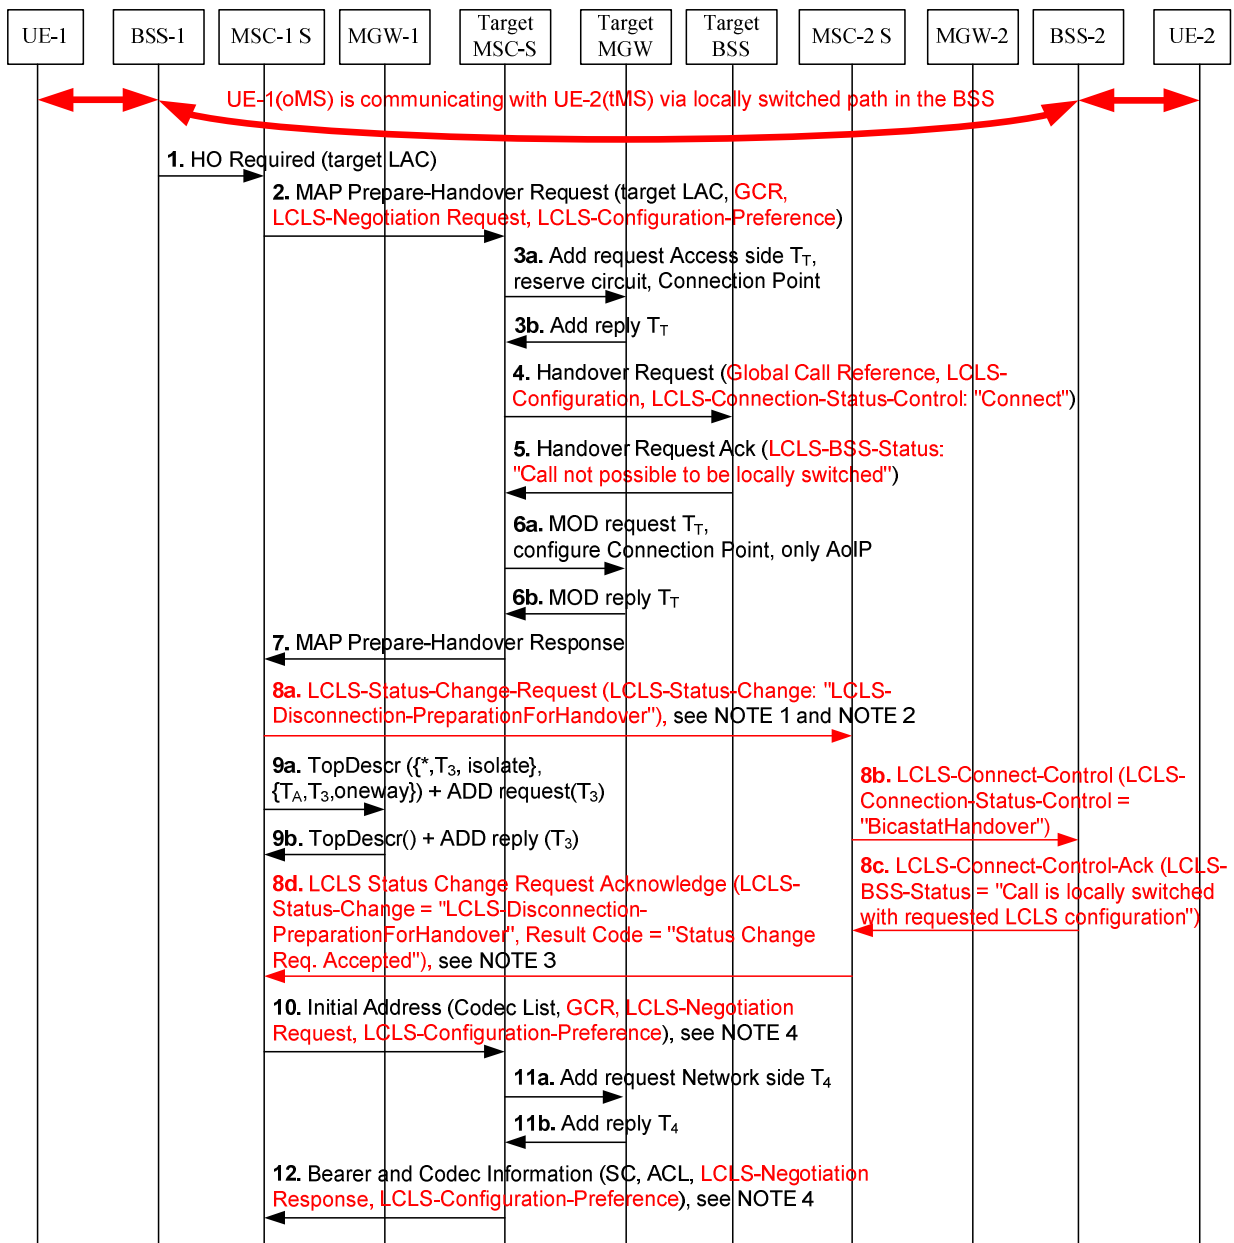 UE-1
BSS-1
MSC-1 S
MGW-1
Target
MSC-S
Target
MGW
Target
BSS
MSC-2 S
MGW-2
BSS-2
UE-2
UE-1(oMS) is communicating with UE-2(tMS) via locally switched path in the BSS
1. HO Required (target LAC)
2. MAP Prepare-Handover Request (target LAC, GCR,
LCLS-Negotiation Request, LCLS-Configuration-Preference)
3a. Add request Access side TT,
reserve circuit, Connection Point
3b. Add reply TT
4. Handover Request (Global Call Reference, LCLS-
Configuration, LCLS-Connection-Status-Control: "Connect")
5. Handover Request Ack (LCLS-BSS-Status:
"Call not possible to be locally switched")
6a. MOD request TT,
configure Connection Point, only AoIP
6b. MOD reply TT
7. MAP Prepare-Handover Response
8a. LCLS-Status-Change-Request (LCLS-Status-Change: "LCLS-
Disconnection-PreparationForHandover"), see NOTE 1 and NOTE 2
9a. TopDescr ({*,T3, isolate},
{TA,T3,oneway}) + ADD request(T3)
8b. LCLS-Connect-Control (LCLS-
Connection-Status-Control =
"BicastatHandover")
9b. TopDescr() + ADD reply (T3)
8c. LCLS-Connect-Control-Ack (LCLS-
BSS-Status = "Call is locally switched
with requested LCLS configuration")
8d. LCLS Status Change Request Acknowledge (LCLS-
Status-Change = "LCLS-Disconnection-
PreparationForHandover", Result Code = "Status Change
Req. Accepted"), see NOTE 3
10. Initial Address (Codec List, GCR, LCLS-Negotiation
Request, LCLS-Configuration-Preference), see NOTE 4
11a. Add request Network side T4
11b. Add reply T4
12. Bearer and Codec Information (SC, ACL, LCLS-Negotiation
Response, LCLS-Configuration-Preference), see NOTE 4